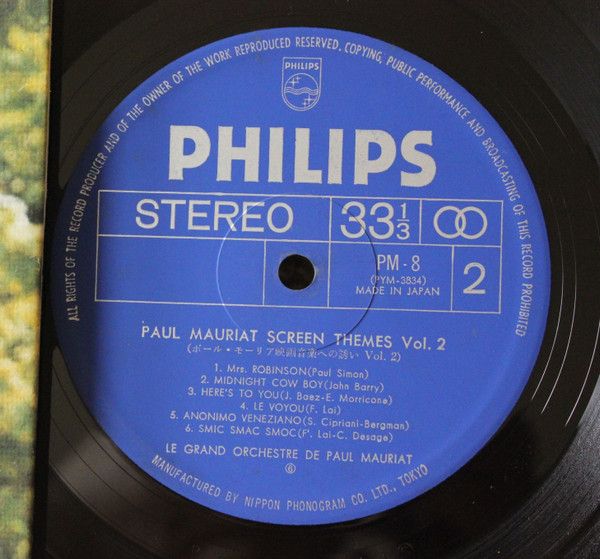 ALL RIGHTS OF THE RECORD PRODUCER AND OF THE OWNER OF THE WORK REPRODUCED RESERVED. COPYING, PUBLIC PERFORMANCE AND BROADCASTING OF THIS RECORD PROHIBITED
PHILIPS
PHILIPS
STEREO 33 1/3
PM-8
(PYM-3834)
MADE IN JAPAN
2
PAUL MAURIAT SCREEN THEMES Vol. 2
(ポール・モーリア映画音楽への誘い Vol. 2)
1. Mrs. ROBINSON(Paul Simon)
2. MIDNIGHT COW BOY(John Barry)
3. HERE'S TO YOU(J. Baez-E. Morricone)
4. LE VOYOU(F. Lai)
5. ANONIMO VENEZIANO(S. Cipriani-Bergman)
6. SMIC SMAC SMOC(F. Lai-C. Desage)
LE GRAND ORCHESTRE DE PAUL MAURIAT
MANUFACTURED BY NIPPON PHONOGRAM CO. LTD., TOKYO